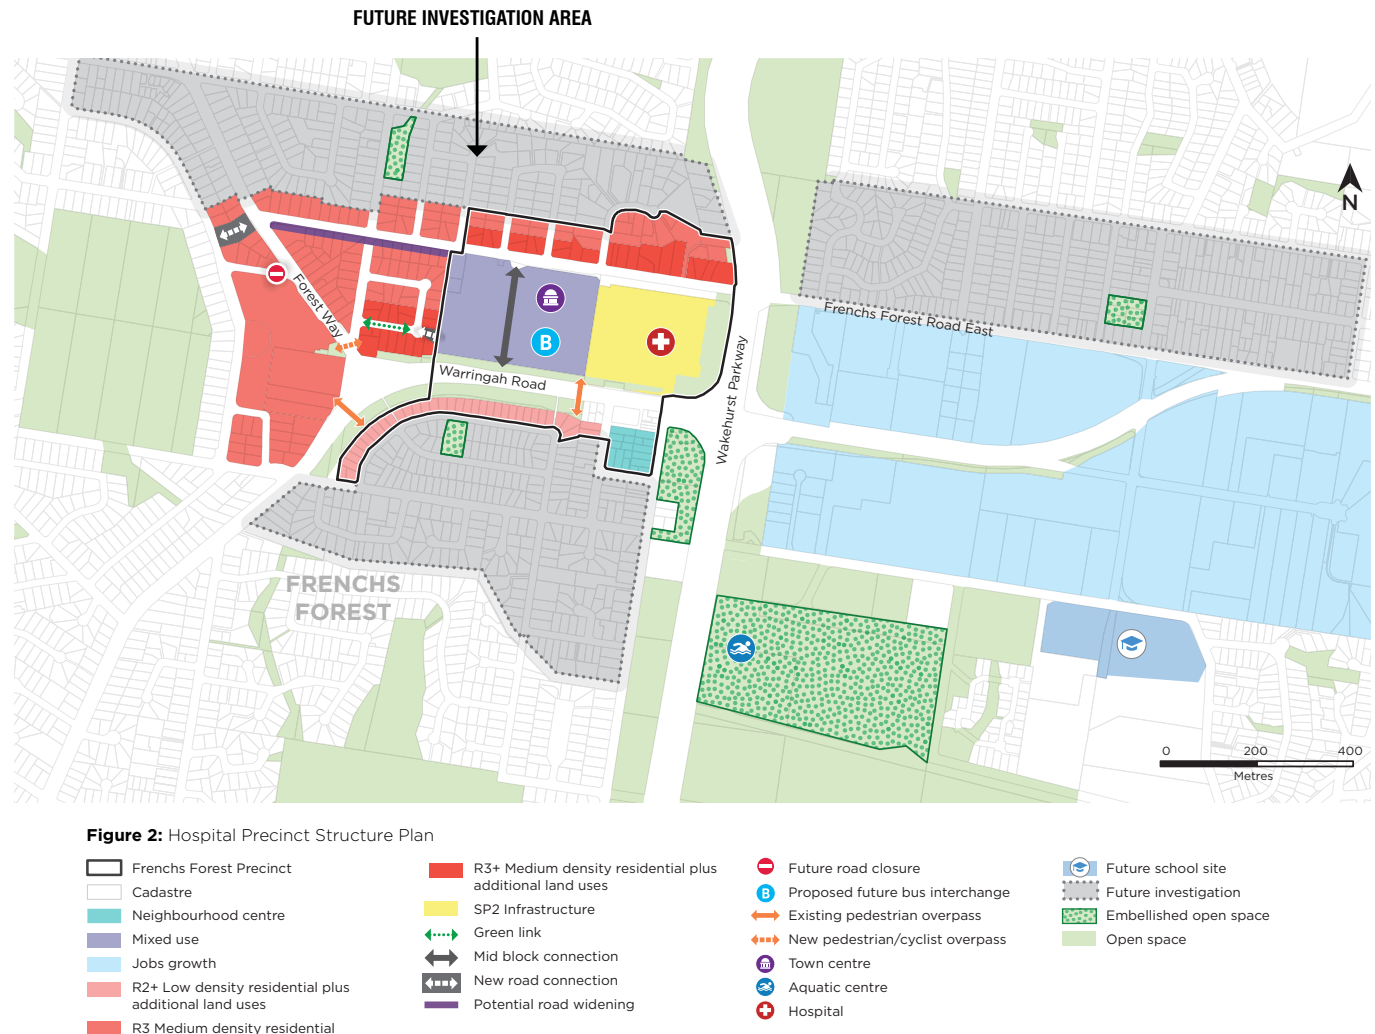 FUTURE INVESTIGATION AREA
N
Forest Way
Frenchs Forest Road East
B
Warringah Road
Wakehurst Parkway
FRENCHS
FOREST
0 200 400
Metres
Figure 2: Hospital Precinct Structure Plan
Frenchs Forest Precinct
Cadastre
Neighbourhood centre
Mixed use
Jobs growth
R2+ Low density residential plus
additional land uses
R3 Medium density residential
R3+ Medium density residential plus
additional land uses
SP2 Infrastructure
Green link
Mid block connection
New road connection
Potential road widening
Future road closure
B Proposed future bus interchange
Existing pedestrian overpass
New pedestrian/cyclist overpass
Town centre
Aquatic centre
Hospital
Future school site
Future investigation
Embellished open space
Open space